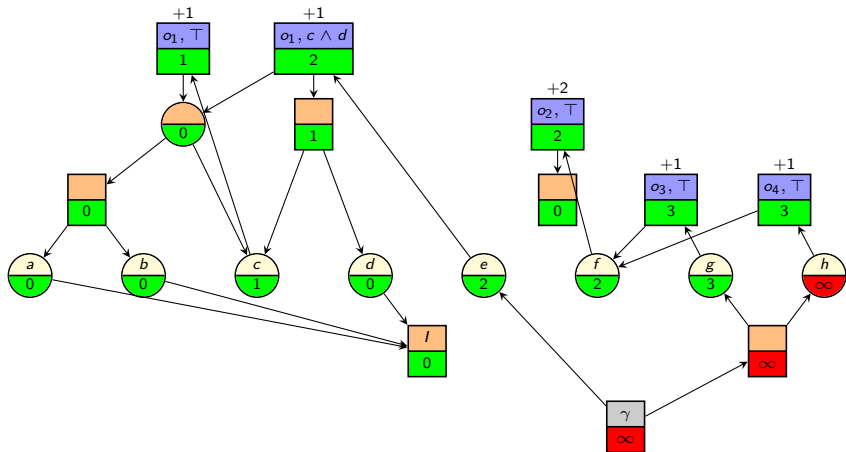 +1 +1
o₁, ⊤ o₁, c ∧ d
1 2
+2
o₂, ⊤
0 1 2
+1 +1
o₃, ⊤ o₄, ⊤
0 0 3 3
a b c d e f g h
0 0 1 0 2 2 3 ∞
I
0 ∞
γ
∞